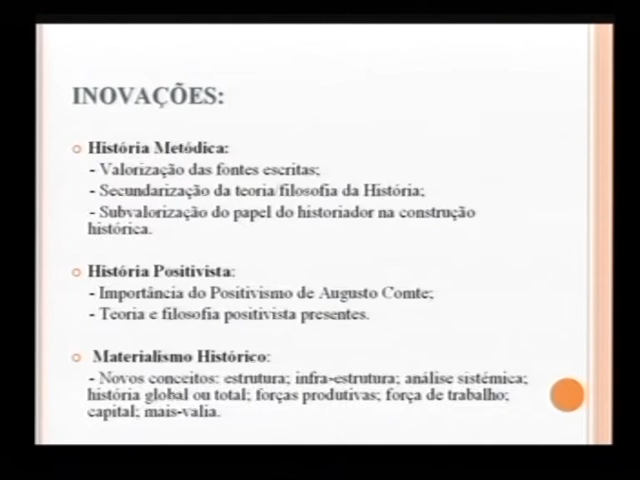 INOVAÇÕES:
História Metódica:
- Valorização das fontes escritas;
- Secundarização da teoria/filosofia da História;
- Subvalorização do papel do historiador na construção
histórica.
História Positivista:
- Importância do Positivismo de Augusto Comte;
- Teoria e filosofia positivista presentes.
Materialismo Histórico:
- Novos conceitos: estrutura; infra-estrutura; análise sistémica;
história global ou total; forças produtivas; força de trabalho;
capital; mais-valia.